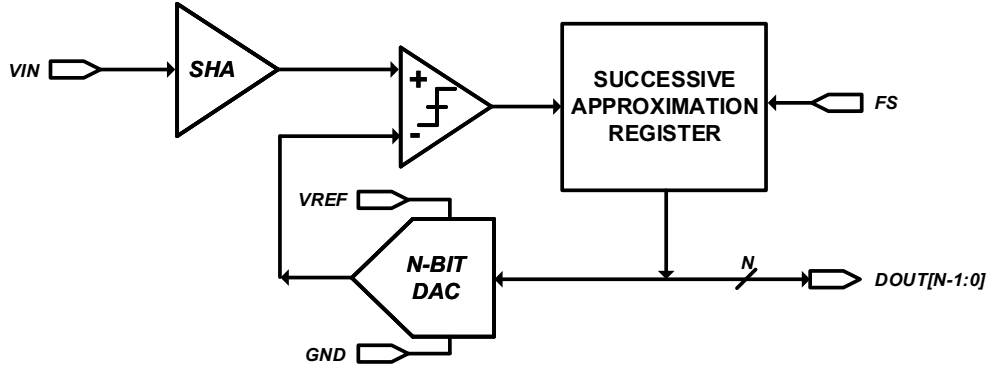 VIN
SHA
+
-
SUCCESSIVE
APPROXIMATION
REGISTER
FS
VREF
N-BIT
DAC
GND
N
DOUT[N-1:0]